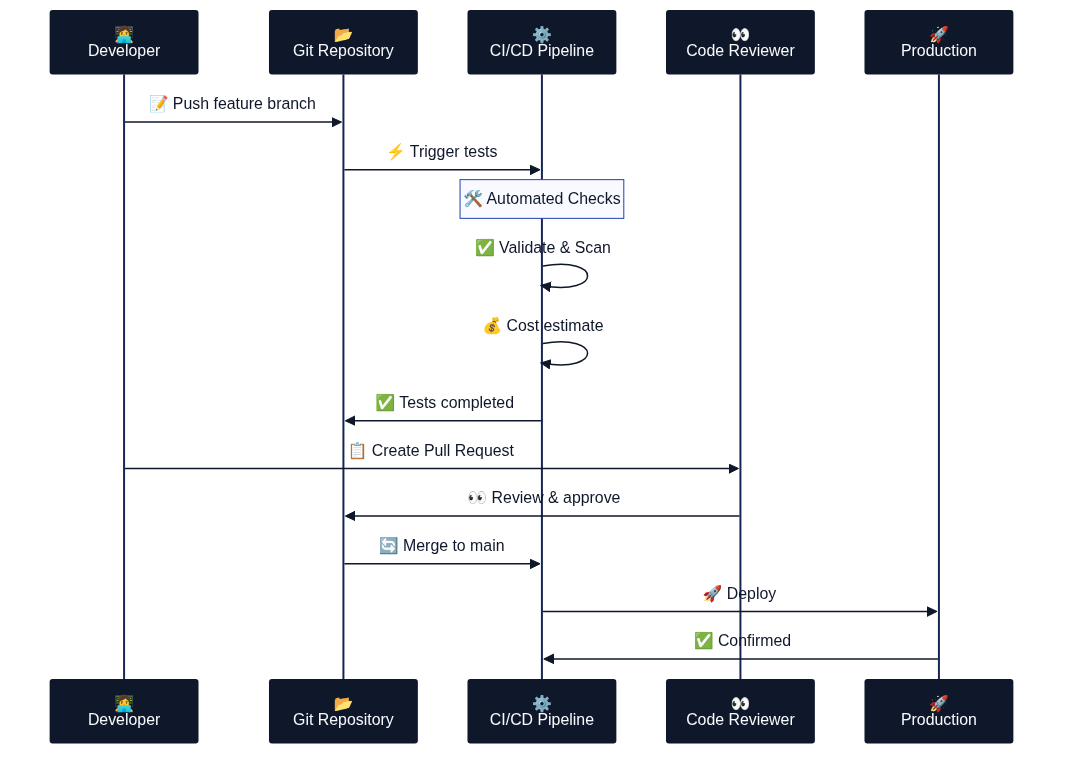 👩‍💻
Developer
📂
Git Repository
⚙️
CI/CD Pipeline
👀
Code Reviewer
🚀
Production
📝 Push feature branch
⚡ Trigger tests
🛠️ Automated Checks
✅ Validate & Scan
💰 Cost estimate
✅ Tests completed
📋 Create Pull Request
👀 Review & approve
🔄 Merge to main
🚀 Deploy
✅ Confirmed
👩‍💻
Developer
📂
Git Repository
⚙️
CI/CD Pipeline
👀
Code Reviewer
🚀
Production